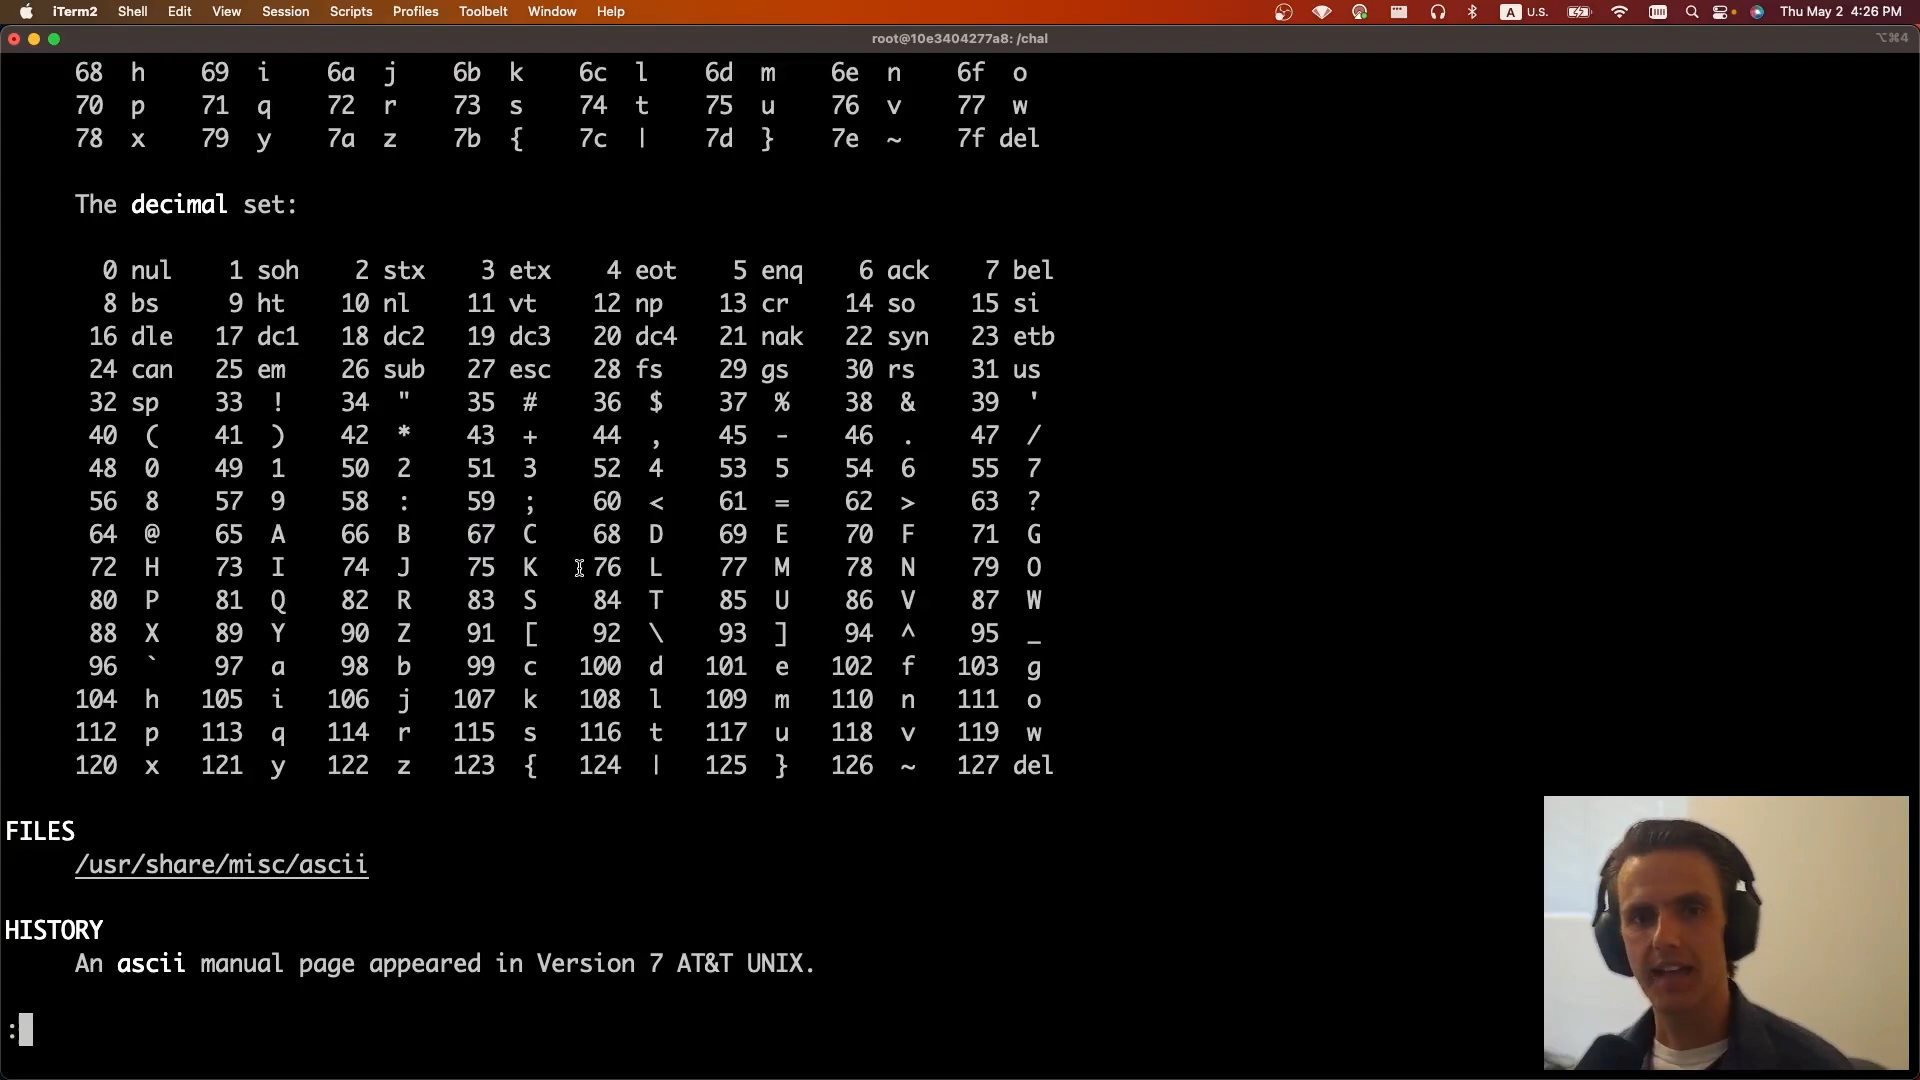 iTerm2 Shell Edit View Session Scripts Profiles Toolbelt Window Help A U.S. Thu May 2 4:26 PM
root@10e3404277a8: /chal ⌥⌘4
68 h 69 i 6a j 6b k 6c l 6d m 6e n 6f o
70 p 71 q 72 r 73 s 74 t 75 u 76 v 77 w
78 x 79 y 7a z 7b { 7c | 7d } 7e ~ 7f del
The decimal set:
0 nul 1 soh 2 stx 3 etx 4 eot 5 enq 6 ack 7 bel
8 bs 9 ht 10 nl 11 vt 12 np 13 cr 14 so 15 si
16 dle 17 dc1 18 dc2 19 dc3 20 dc4 21 nak 22 syn 23 etb
24 can 25 em 26 sub 27 esc 28 fs 29 gs 30 rs 31 us
32 sp 33 ! 34 " 35 # 36 $ 37 % 38 & 39 '
40 ( 41 ) 42 * 43 + 44 , 45 - 46 . 47 /
48 0 49 1 50 2 51 3 52 4 53 5 54 6 55 7
56 8 57 9 58 : 59 ; 60 < 61 = 62 > 63 ?
64 @ 65 A 66 B 67 C 68 D 69 E 70 F 71 G
72 H 73 I 74 J 75 K 76 L 77 M 78 N 79 O
80 P 81 Q 82 R 83 S 84 T 85 U 86 V 87 W
88 X 89 Y 90 Z 91 [ 92 \ 93 ] 94 ^ 95 _
96 ` 97 a 98 b 99 c 100 d 101 e 102 f 103 g
104 h 105 i 106 j 107 k 108 l 109 m 110 n 111 o
112 p 113 q 114 r 115 s 116 t 117 u 118 v 119 w
120 x 121 y 122 z 123 { 124 | 125 } 126 ~ 127 del
FILES
/usr/share/misc/ascii
HISTORY
An ascii manual page appeared in Version 7 AT&T UNIX.
: